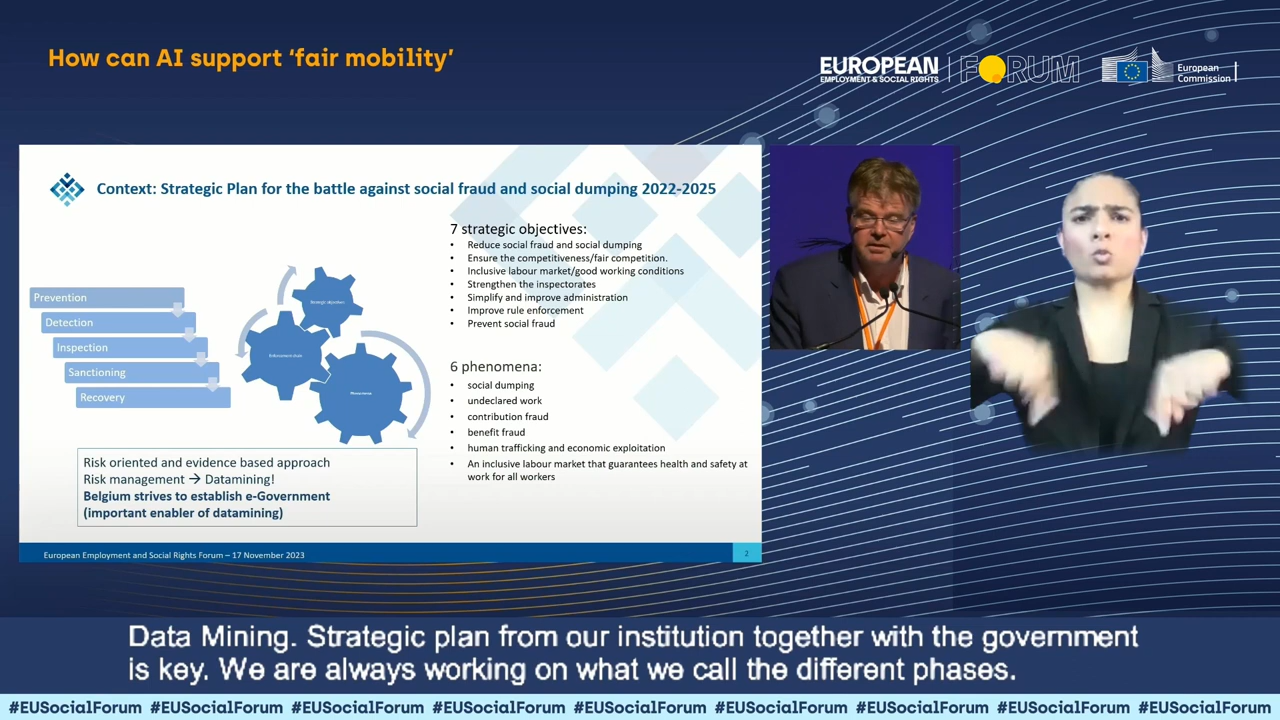 How can AI support ‘fair mobility’
EUROPEAN
EMPLOYMENT & SOCIAL RIGHTS
FORUM
European
Commission
Context: Strategic Plan for the battle against social fraud and social dumping 2022-2025
Prevention
Detection
Inspection
Sanctioning
Recovery
Strategic objectives
Enforcement chain
Phenomena
7 strategic objectives:
• Reduce social fraud and social dumping
• Ensure the competitiveness/fair competition.
• Inclusive labour market/good working conditions
• Strengthen the inspectorates
• Simplify and improve administration
• Improve rule enforcement
• Prevent social fraud
6 phenomena:
• social dumping
• undeclared work
• contribution fraud
• benefit fraud
• human trafficking and economic exploitation
• An inclusive labour market that guarantees health and safety at
work for all workers
Risk oriented and evidence based approach
Risk management → Datamining!
Belgium strives to establish e-Government
(important enabler of datamining)
European Employment and Social Rights Forum – 17 November 2023
2
Data Mining. Strategic plan from our institution together with the government
is key. We are always working on what we call the different phases.
#EUSocialForum #EUSocialForum #EUSocialForum #EUSocialForum #EUSocialForum #EUSocialForum #EUSocialForum #EUSocialForum #EUSocialForum